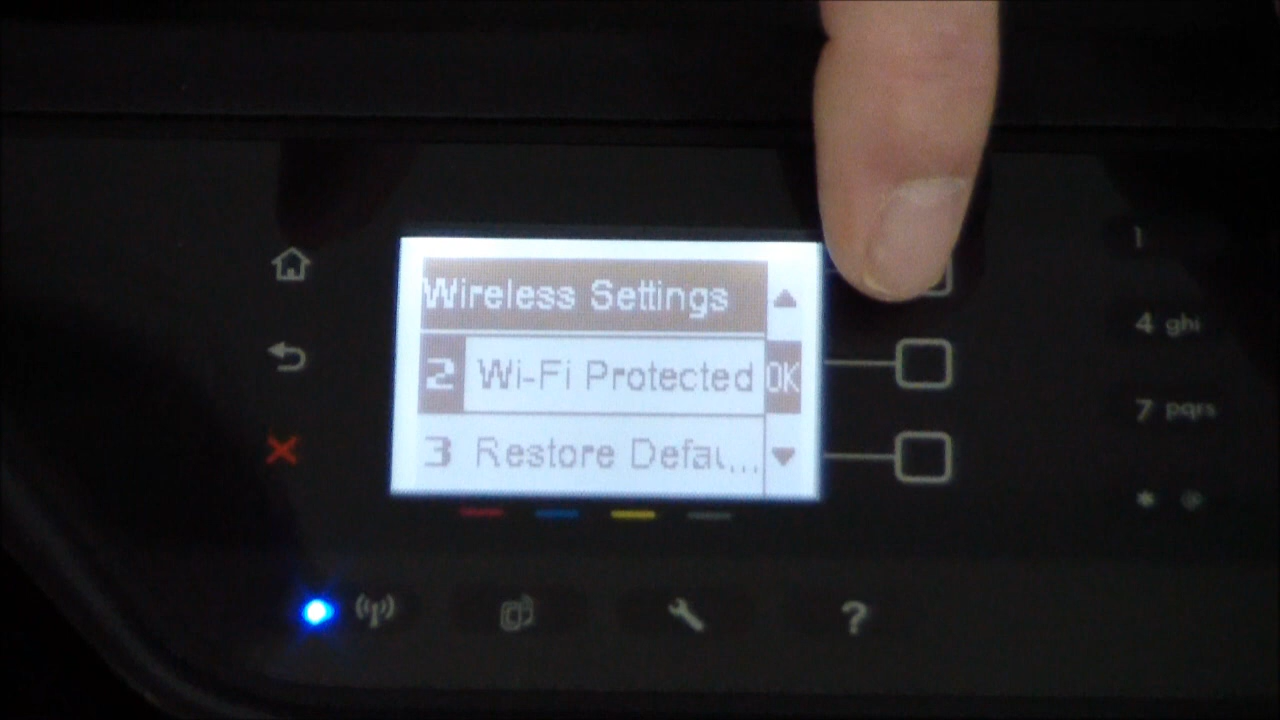 Wireless Settings
2 Wi-Fi Protected OK
3 Restore Defau...
1
4 ghi
7 pqrs
*
?